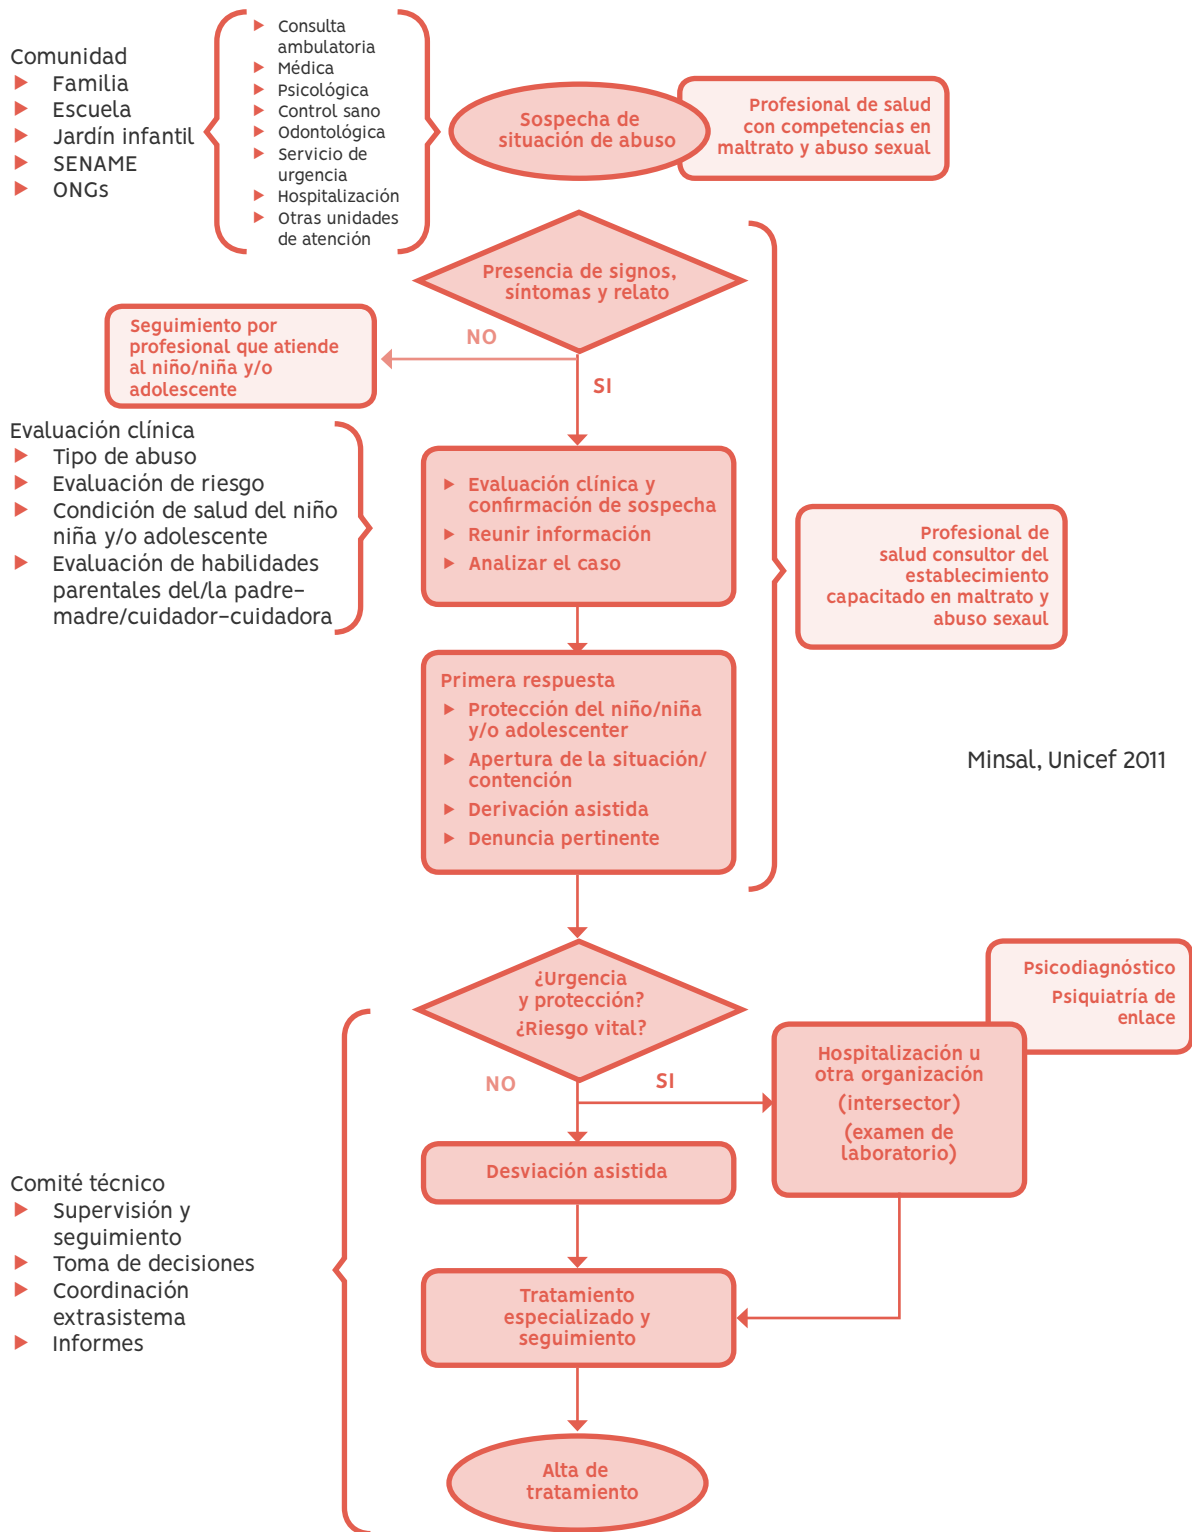 Comunidad
Familia
Escuela
Jardín infantil
SENAME
ONGs
Consulta
ambulatoria
Médica
Psicológica
Control sano
Odontológica
Servicio de
urgencia
Hospitalización
Otras unidades
de atención
Sospecha de
situación de abuso
Profesional de salud
con competencias en
maltrato y abuso sexual
Presencia de signos,
síntomas y relato
NO
SI
Seguimiento por
profesional que atiende
al niño/niña y/o
adolescente
Evaluación clínica
Tipo de abuso
Evaluación de riesgo
Condición de salud del niño
niña y/o adolescente
Evaluación de habilidades
parentales del/la padre-
madre/cuidador-cuidadora
Evaluación clínica y
confirmación de sospecha
Reunir información
Analizar el caso
Profesional de
salud consultor del
establecimiento
capacitado en maltrato y
abuso sexaul
Primera respuesta
Protección del niño/niña
y/o adolescenter
Apertura de la situación/
contención
Derivación asistida
Denuncia pertinente
Minsal, Unicef 2011
¿Urgencia
y protección?
¿Riesgo vital?
NO
SI
Psicodiagnóstico
Psiquiatría de
enlace
Hospitalización u
otra organización
(intersector)
(examen de
laboratorio)
Desviación asistida
Comité técnico
Supervisión y
seguimiento
Toma de decisiones
Coordinación
extrasistema
Informes
Tratamiento
especializado y
seguimiento
Alta de
tratamiento